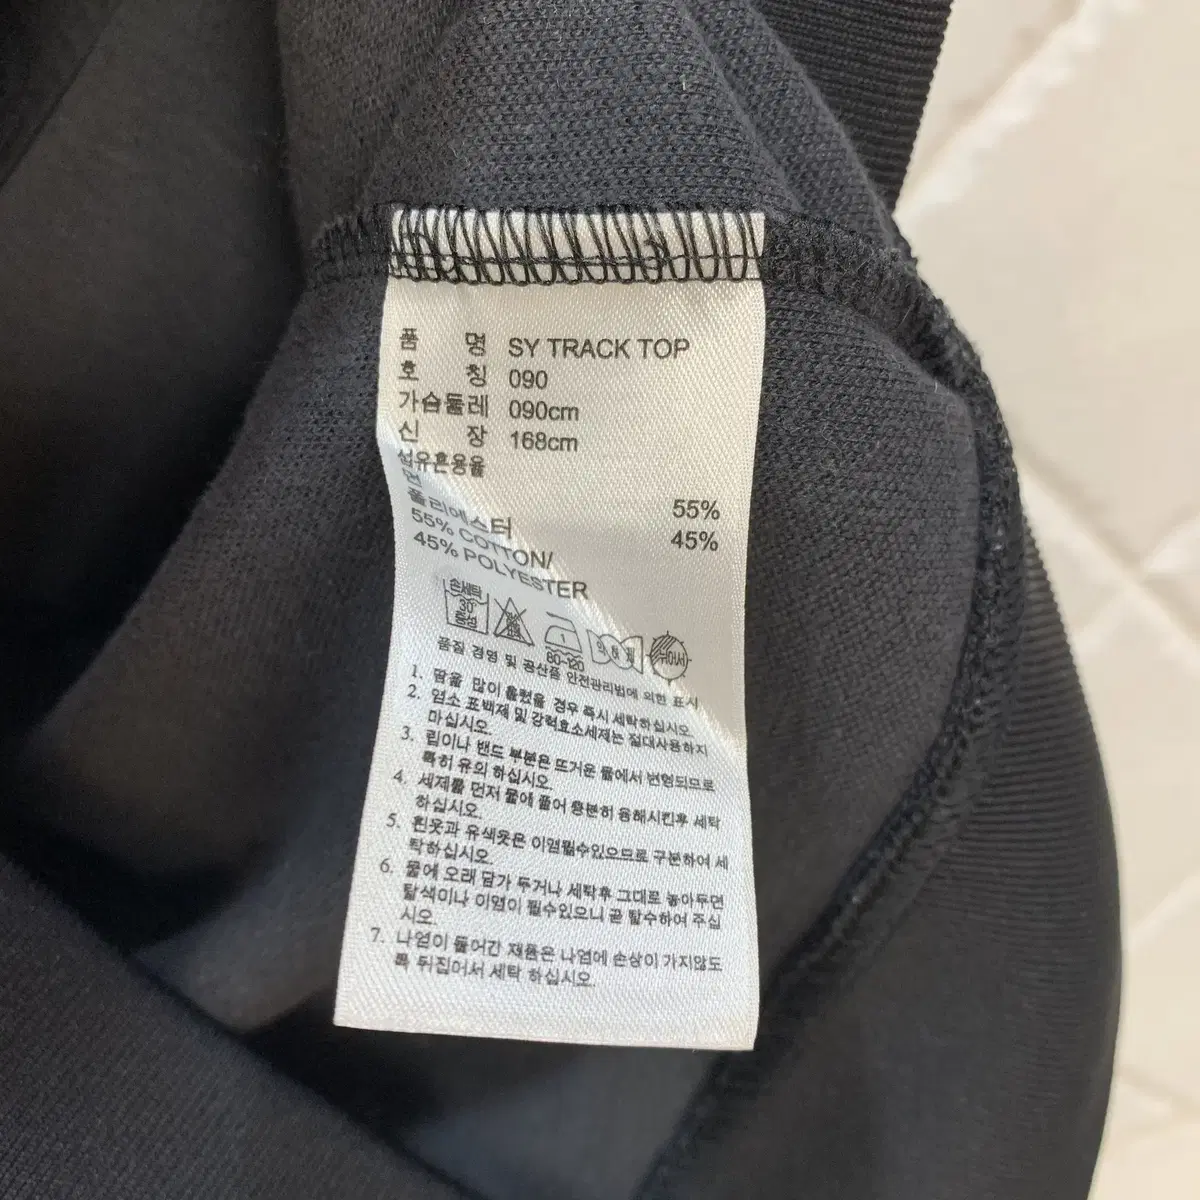 품 명 SY TRACK TOP
호 칭 090
가슴둘레 090cm
신 장 168cm
섬유혼용율
면 55%
폴리에스터 45%
55% COTTON/
45% POLYESTER
손세탁
30°
중성
80~120
품질 경영 및 공산품 안전관리법에 의한 표시
1. 땀을 많이 흘렸을 경우 즉시 세탁하십시오.
2. 염소 표백제 및 강력효소세제는 절대사용하지
마십시오.
3. 립이나 밴드 부분은 뜨거운 물에서 변형되므로
특히 유의 하십시오.
4. 세제를 먼저 물에 풀어 충분히 용해시킨후 세탁
하십시오.
5. 흰옷과 유색옷은 이염될수있으므로 구분하여 세
탁하십시오.
6. 물에 오래 담가 두거나 세탁후 그대로 놓아두면
탈색이나 이염이 될수있으니 곧 탈수하여 주십
시오.
7. 나염이 들어간 제품은 나염에 손상이 가지않도
록 뒤집어서 세탁 하십시오.